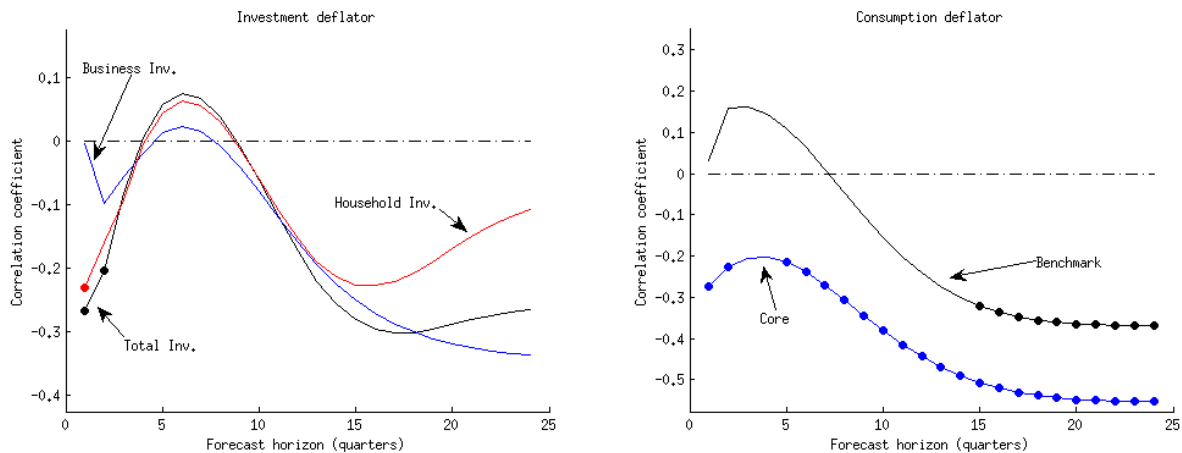 Investment deflator
Correlation coefficient
0.1
0
-0.1
-0.2
-0.3
-0.4
Business Inv.
Household Inv.
Total Inv.
0
5
10
15
20
25
Forecast horizon (quarters)
Consumption deflator
Correlation coefficient
0.3
0.2
0.1
0
-0.1
-0.2
-0.3
-0.4
-0.5
Benchmark
Core
0
5
10
15
20
25
Forecast horizon (quarters)